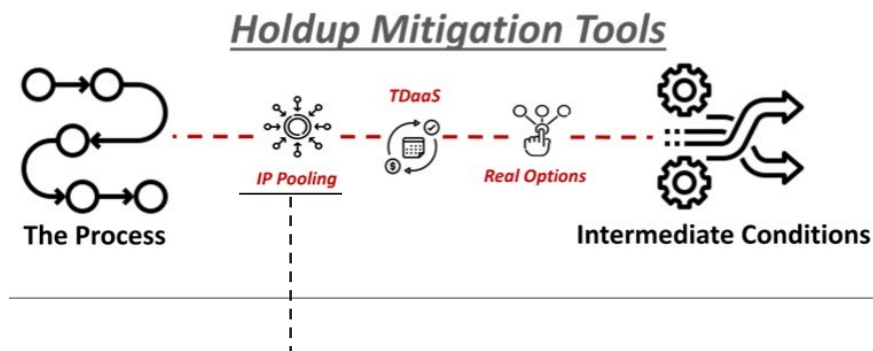 Holdup Mitigation Tools
TDaaS
IP Pooling
Real Options
The Process
Intermediate Conditions